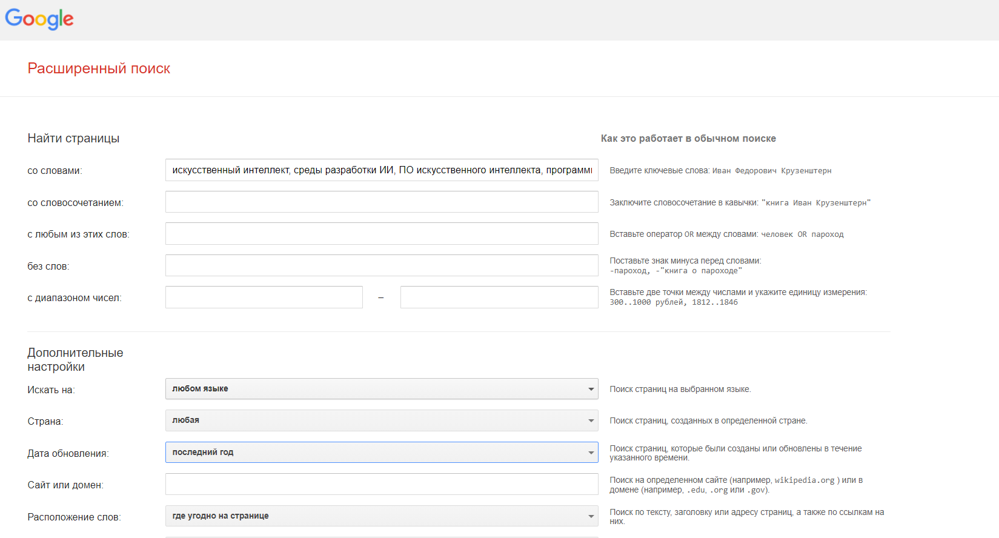 Google
Расширенный поиск
Найти страницы
Как это работает в обычном поиске
со словами:
искусственный интеллект, среды разработки ИИ, ПО искусственного интеллекта,
Введите ключевые слова: Иван Федорович Крузенштерн
со словосочетанием:
Заключите словосочетание в кавычки: "книга Иван Крузенштерн"
с любым из этих слов:
Вставьте оператор OR между словами: человек OR пароход
без слов:
Поставьте знак минуса перед словами:
-пароход, -"книга о пароходе"
с диапазоном чисел:
–
Вставьте две точки между числами и укажите единицу измерения:
300..1000 рублей, 1812..1846
Дополнительные
настройки
Искать на:
любом языке
Поиск страниц на выбранном языке.
Страна:
любая
Поиск страниц, созданных в определенной стране.
Дата обновления:
последний год
Поиск страниц, которые были созданы или обновлены в течение
указанного времени.
Сайт или домен:
Поиск на определенном сайте (например, wikipedia.org ) или в
домене (например, .edu, .org или .gov).
Расположение слов:
где угодно на странице
Поиск по тексту, заголовку или адресу страниц, а также по ссылкам на
них.